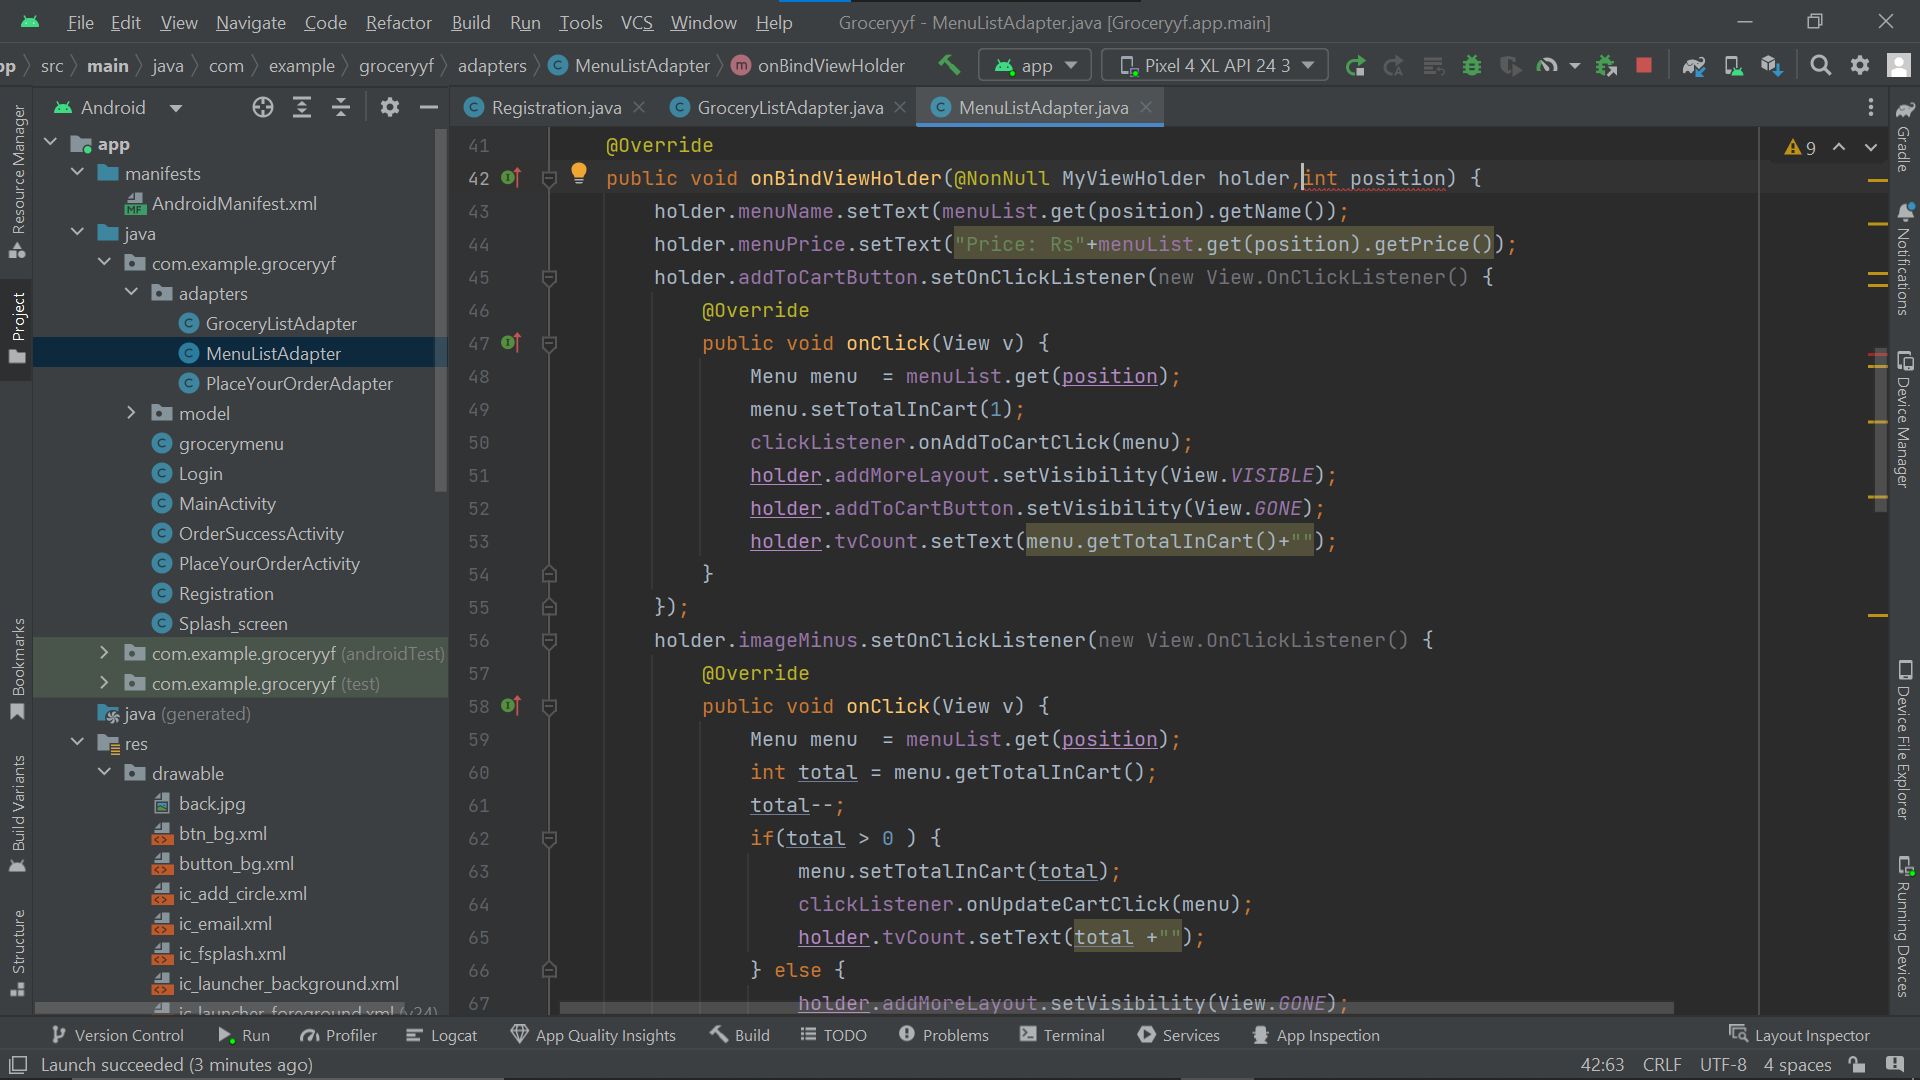 File Edit View Navigate Code Refactor Build Run Tools VCS Window Help Groceryyf - MenuListAdapter.java [Groceryyf.app.main]
src main java com example groceryyf adapters MenuListAdapter onBindViewHolder app Pixel 4 XL API 24 3
Android
Registration.java GroceryListAdapter.java MenuListAdapter.java
Resource Manager
Project
Bookmarks
Build Variants
Structure
app
manifests
AndroidManifest.xml
java
com.example.groceryyf
adapters
GroceryListAdapter
MenuListAdapter
PlaceYourOrderAdapter
model
grocerymenu
Login
MainActivity
OrderSuccessActivity
PlaceYourOrderActivity
Registration
Splash_screen
com.example.groceryyf (androidTest)
com.example.groceryyf (test)
java (generated)
res
drawable
back.jpg
btn_bg.xml
button_bg.xml
ic_add_circle.xml
ic_email.xml
ic_fsplash.xml
ic_launcher_background.xml
ic_launcher_foreground.xml (v24)
41 @Override
42 public void onBindViewHolder(@NonNull MyViewHolder holder,int position) {
43 holder.menuName.setText(menuList.get(position).getName());
44 holder.menuPrice.setText("Price: Rs"+menuList.get(position).getPrice());
45 holder.addToCartButton.setOnClickListener(new View.OnClickListener() {
46 @Override
47 public void onClick(View v) {
48 Menu menu  = menuList.get(position);
49 menu.setTotalInCart(1);
50 clickListener.onAddToCartClick(menu);
51 holder.addMoreLayout.setVisibility(View.VISIBLE);
52 holder.addToCartButton.setVisibility(View.GONE);
53 holder.tvCount.setText(menu.getTotalInCart()+"");
54 }
55 });
56 holder.imageMinus.setOnClickListener(new View.OnClickListener() {
57 @Override
58 public void onClick(View v) {
59 Menu menu  = menuList.get(position);
60 int total = menu.getTotalInCart();
61 total--;
62 if(total > 0 ) {
63 menu.setTotalInCart(total);
64 clickListener.onUpdateCartClick(menu);
65 holder.tvCount.setText(total +"");
66 } else {
67 holder.addMoreLayout.setVisibility(View.GONE);
9
Gradle
Notifications
Device Manager
Device File Explorer
Running Devices
Version Control Run Profiler Logcat App Quality Insights Build TODO Problems Terminal Services App Inspection Layout Inspector
Launch succeeded (3 minutes ago) 42:63 CRLF UTF-8 4 spaces